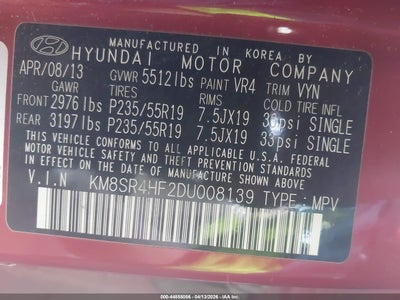 MANUFACTURED IN KOREA BY
HYUNDAI MOTOR COMPANY
APR/08/13 GVWR 5512lbs PAINT VR4 TRIM VYN
GAWR TIRES RIMS COLD TIRE INFL
FRONT 2976 lbs P235/55R19 7.5JX19 SINGLE
REAR 3197 lbs P235/55R19 7.5JX19 SINGLE
THIS VEHICLE CONFORMS TO ALL APPLICABLE U.S.A. FEDERAL
MOTOR VEHICLE SAFETY AND THEFT PREVENTION STANDARDS
IN EFFECT ON THE DATE OF MANUFACTURE SHOWN ABOVE.
V.I.N KM8SR4HF2DU008139 TYPE: MPV
000-44658056 - 04/13/2026 - IAA Inc.